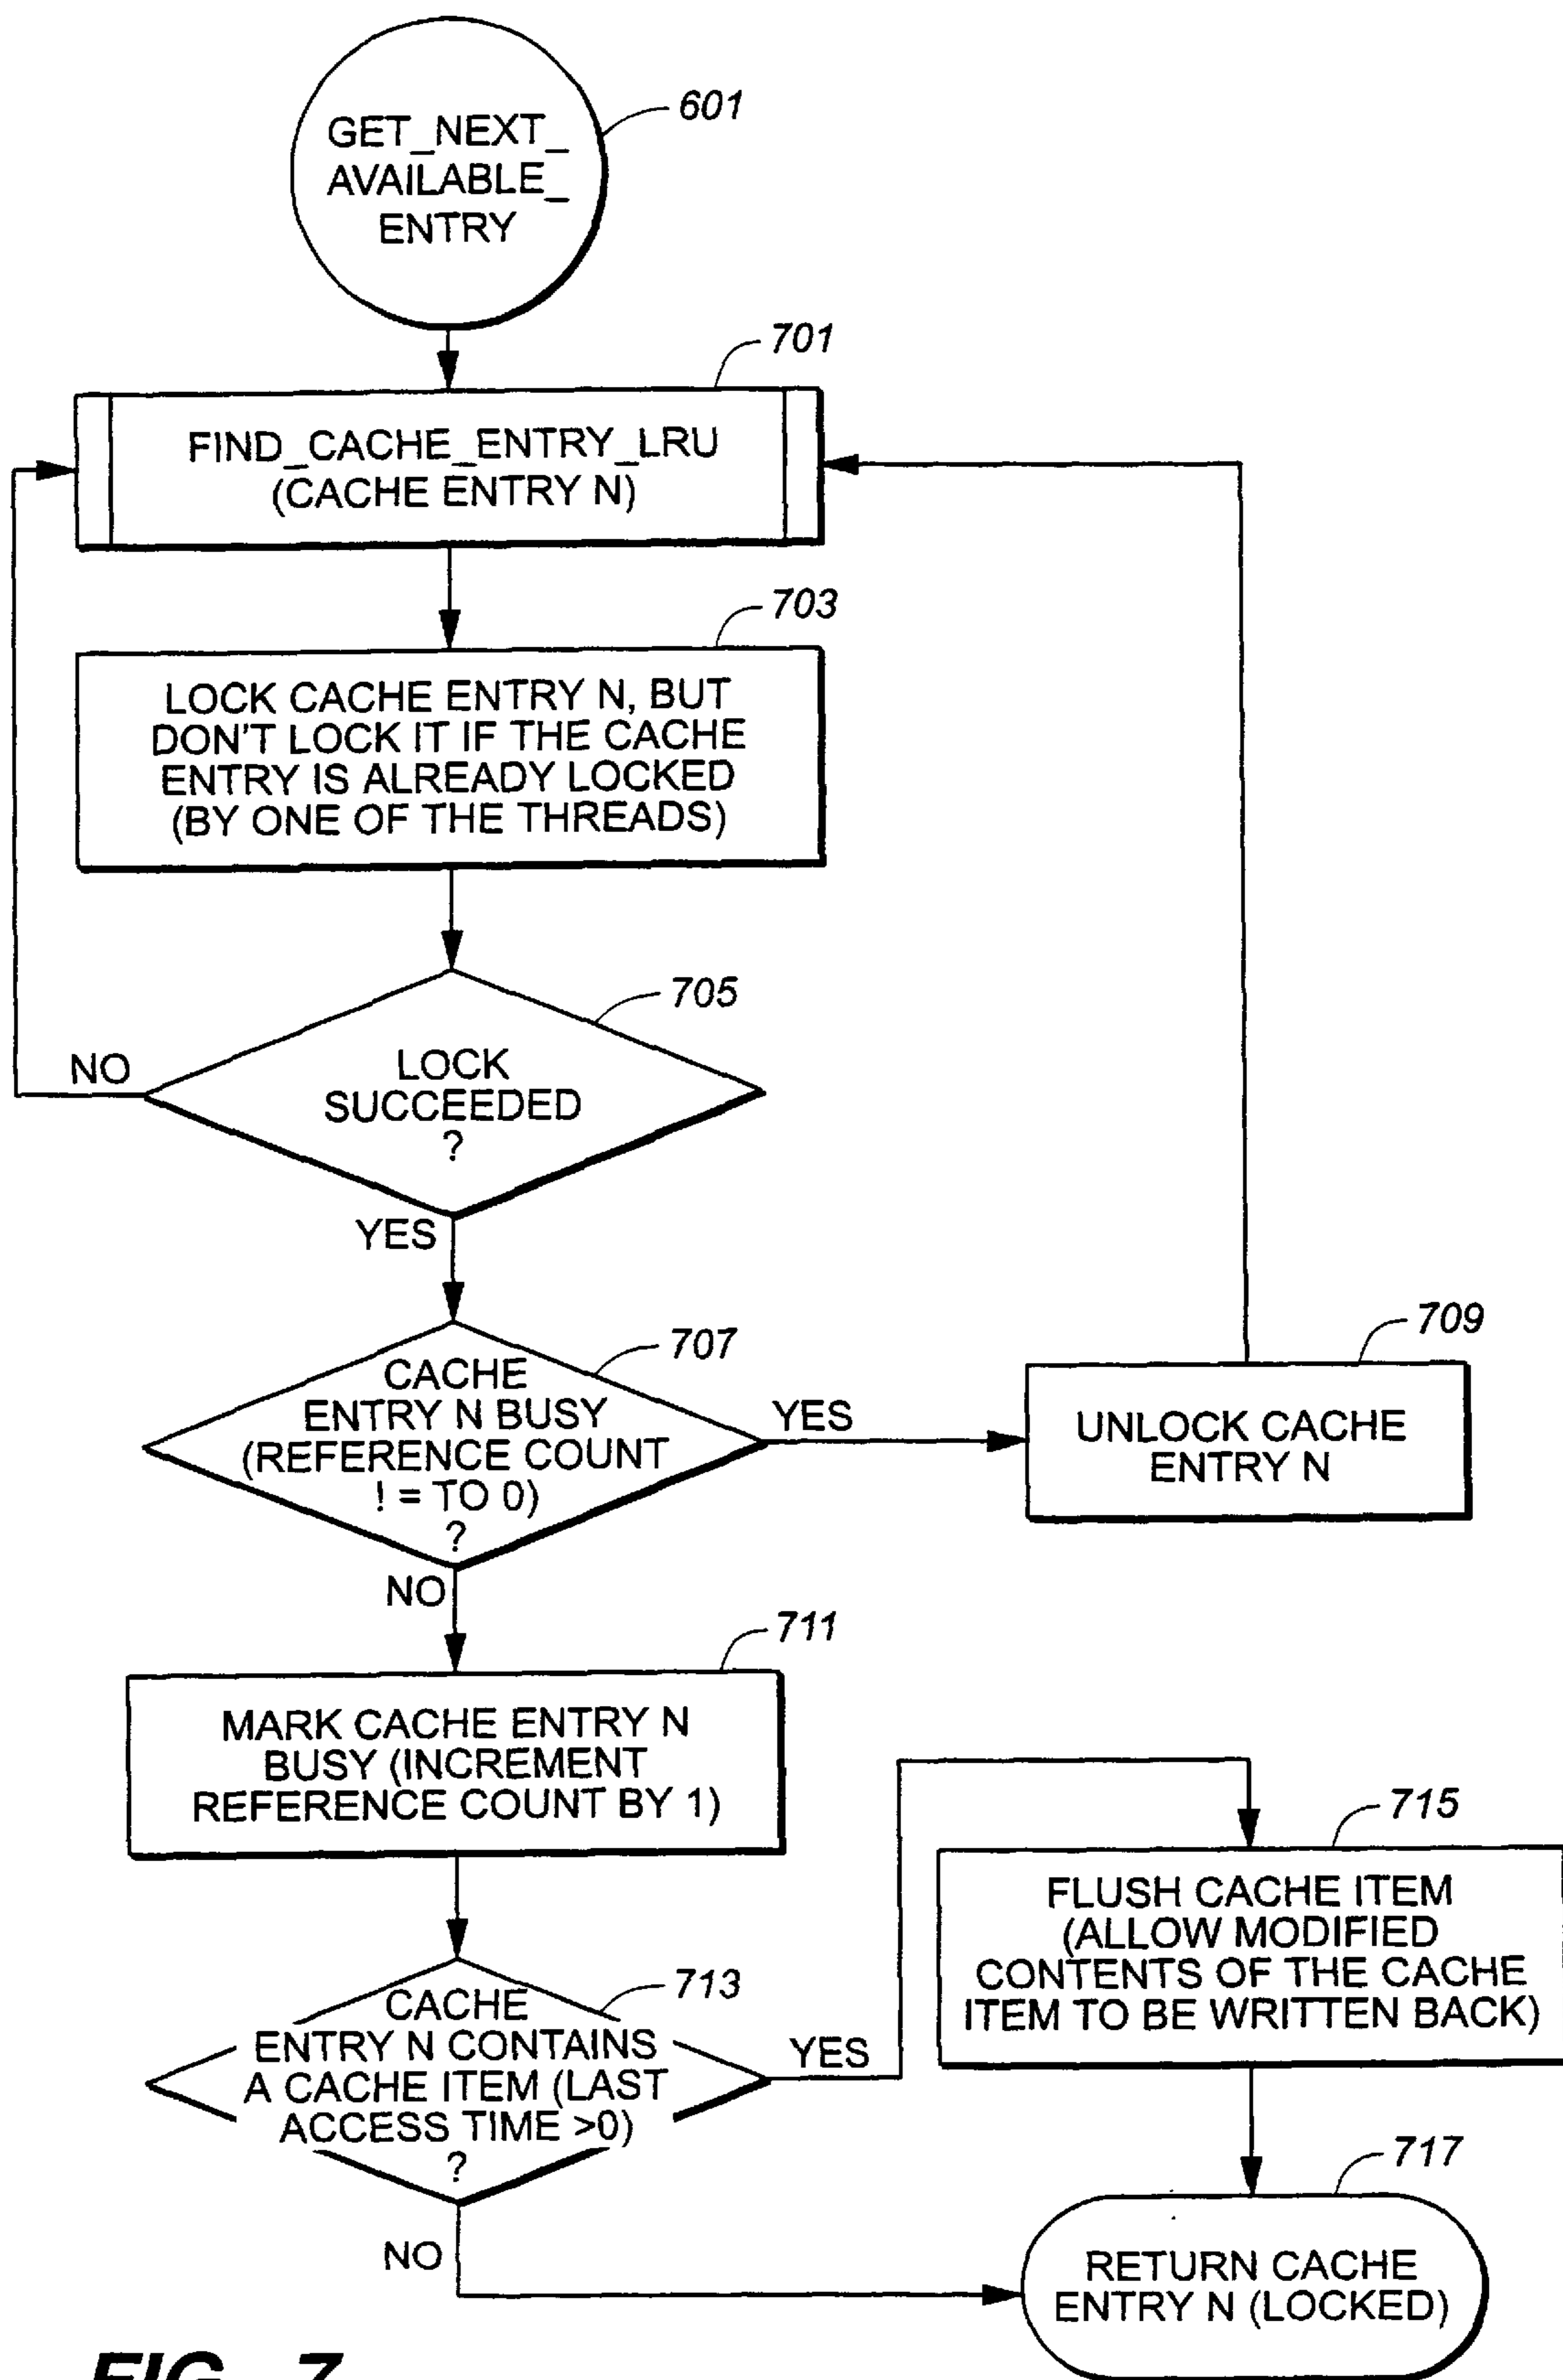 601
GET_NEXT_
AVAILABLE_
ENTRY
701
FIND_CACHE_ENTRY_LRU
(CACHE ENTRY N)
703
LOCK CACHE ENTRY N, BUT
DON'T LOCK IT IF THE CACHE
ENTRY IS ALREADY LOCKED
(BY ONE OF THE THREADS)
705
NO
LOCK
SUCCEEDED
?
YES
707
CACHE
ENTRY N BUSY
(REFERENCE COUNT
! = TO 0)
?
YES
709
UNLOCK CACHE
ENTRY N
NO
711
MARK CACHE ENTRY N
BUSY (INCREMENT
REFERENCE COUNT BY 1)
713
CACHE
ENTRY N CONTAINS
A CACHE ITEM (LAST
ACCESS TIME >0)
?
YES
715
FLUSH CACHE ITEM
(ALLOW MODIFIED
CONTENTS OF THE CACHE
ITEM TO BE WRITTEN BACK)
NO
717
RETURN CACHE
ENTRY N (LOCKED)
FIG._7